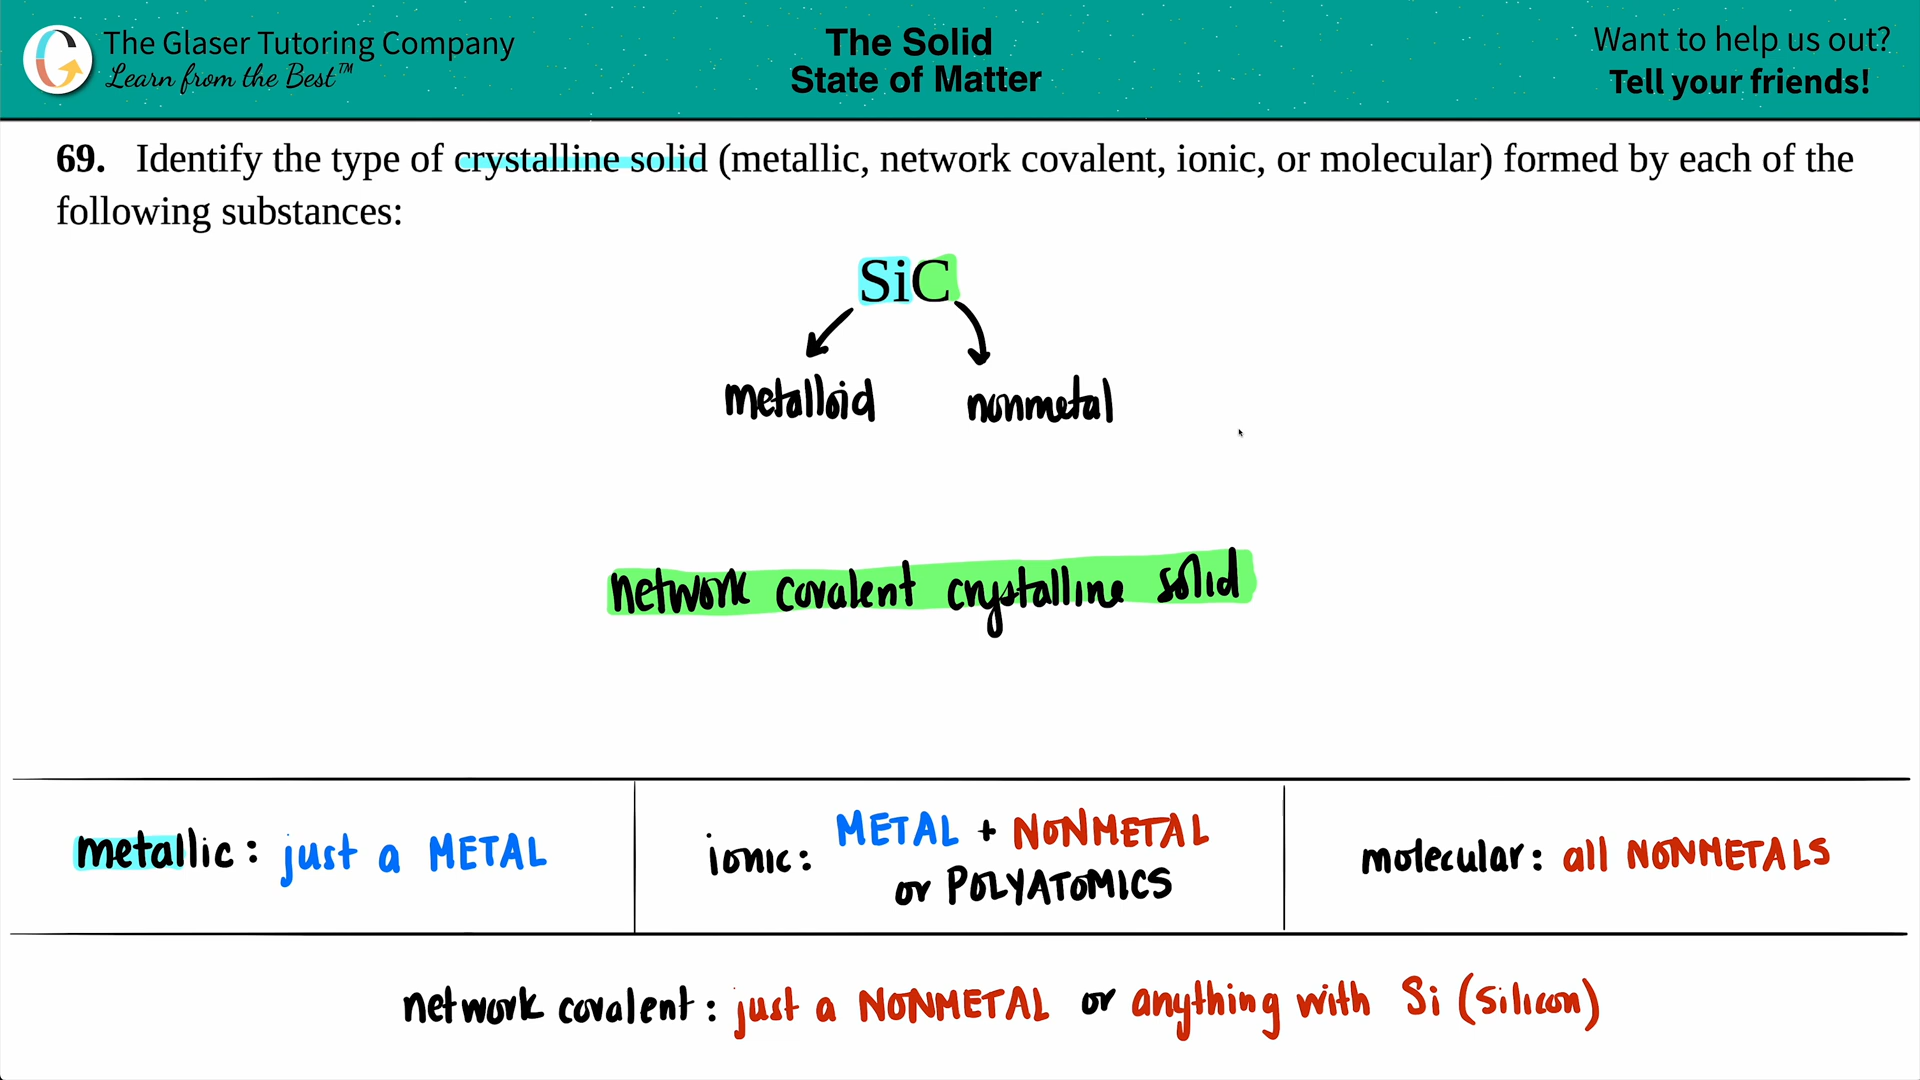 The Glaser Tutoring Company
Learn from the Best™
The Solid
State of Matter
Want to help us out?
Tell your friends!
69. Identify the type of crystalline solid (metallic, network covalent, ionic, or molecular) formed by each of the
following substances:
SiC
metalloid nonmetal
network covalent crystalline solid
metallic: just a METAL
ionic: METAL + NONMETAL
or POLYATOMICS
molecular: all NONMETALS
network covalent: just a NONMETAL or anything with Si (silicon)